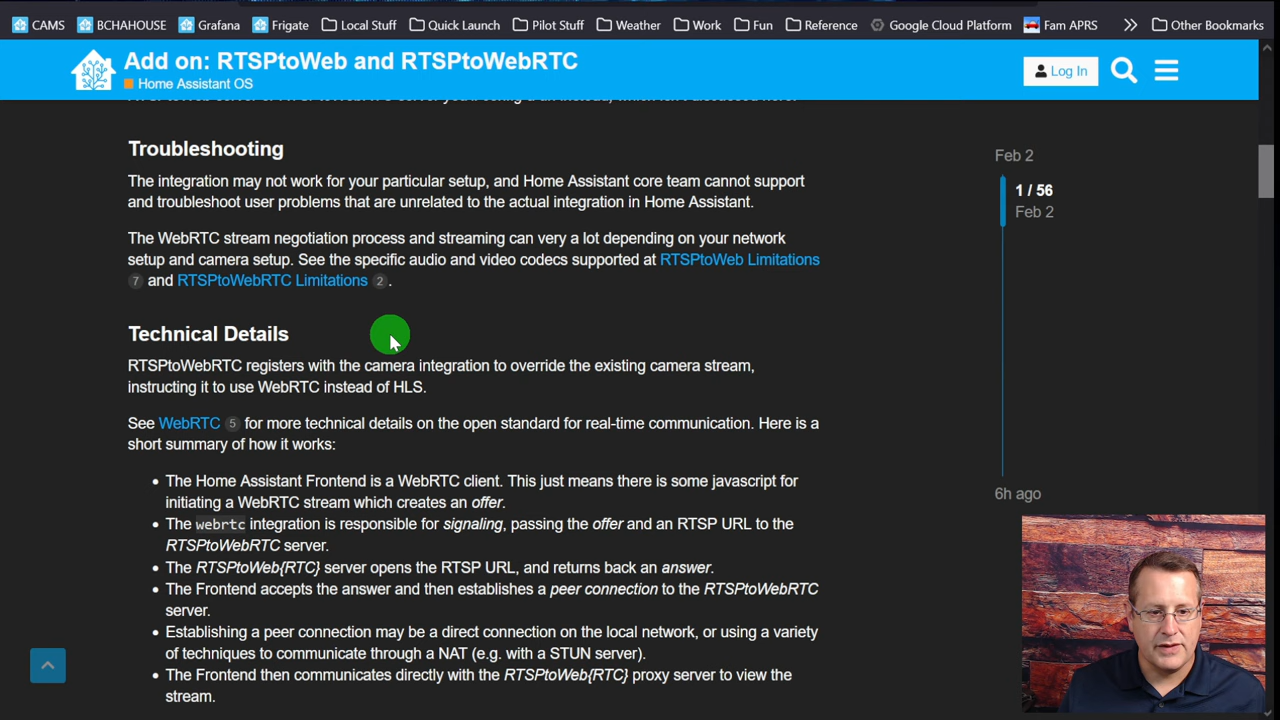 CAMS BCHAHOUSE Grafana Frigate Local Stuff Quick Launch Pilot Stuff Weather Work Fun Reference Google Cloud Platform Fam APRS Other Bookmarks
Add on: RTSPtoWeb and RTSPtoWebRTC
Home Assistant OS
Log In
Troubleshooting
The integration may not work for your particular setup, and Home Assistant core team cannot support
and troubleshoot user problems that are unrelated to the actual integration in Home Assistant.
The WebRTC stream negotiation process and streaming can very a lot depending on your network
setup and camera setup. See the specific audio and video codecs supported at RTSPtoWeb Limitations
7 and RTSPtoWebRTC Limitations 2 .
Technical Details
RTSPtoWebRTC registers with the camera integration to override the existing camera stream,
instructing it to use WebRTC instead of HLS.
See WebRTC 5 for more technical details on the open standard for real-time communication. Here is a
short summary of how it works:
• The Home Assistant Frontend is a WebRTC client. This just means there is some javascript for
initiating a WebRTC stream which creates an offer.
• The webrtc integration is responsible for signaling, passing the offer and an RTSP URL to the
RTSPtoWebRTC server.
• The RTSPtoWeb{RTC} server opens the RTSP URL, and returns back an answer.
• The Frontend accepts the answer and then establishes a peer connection to the RTSPtoWebRTC
server.
• Establishing a peer connection may be a direct connection on the local network, or using a variety
of techniques to communicate through a NAT (e.g. with a STUN server).
• The Frontend then communicates directly with the RTSPtoWeb{RTC} proxy server to view the
stream.
Feb 2
1 / 56
Feb 2
6h ago